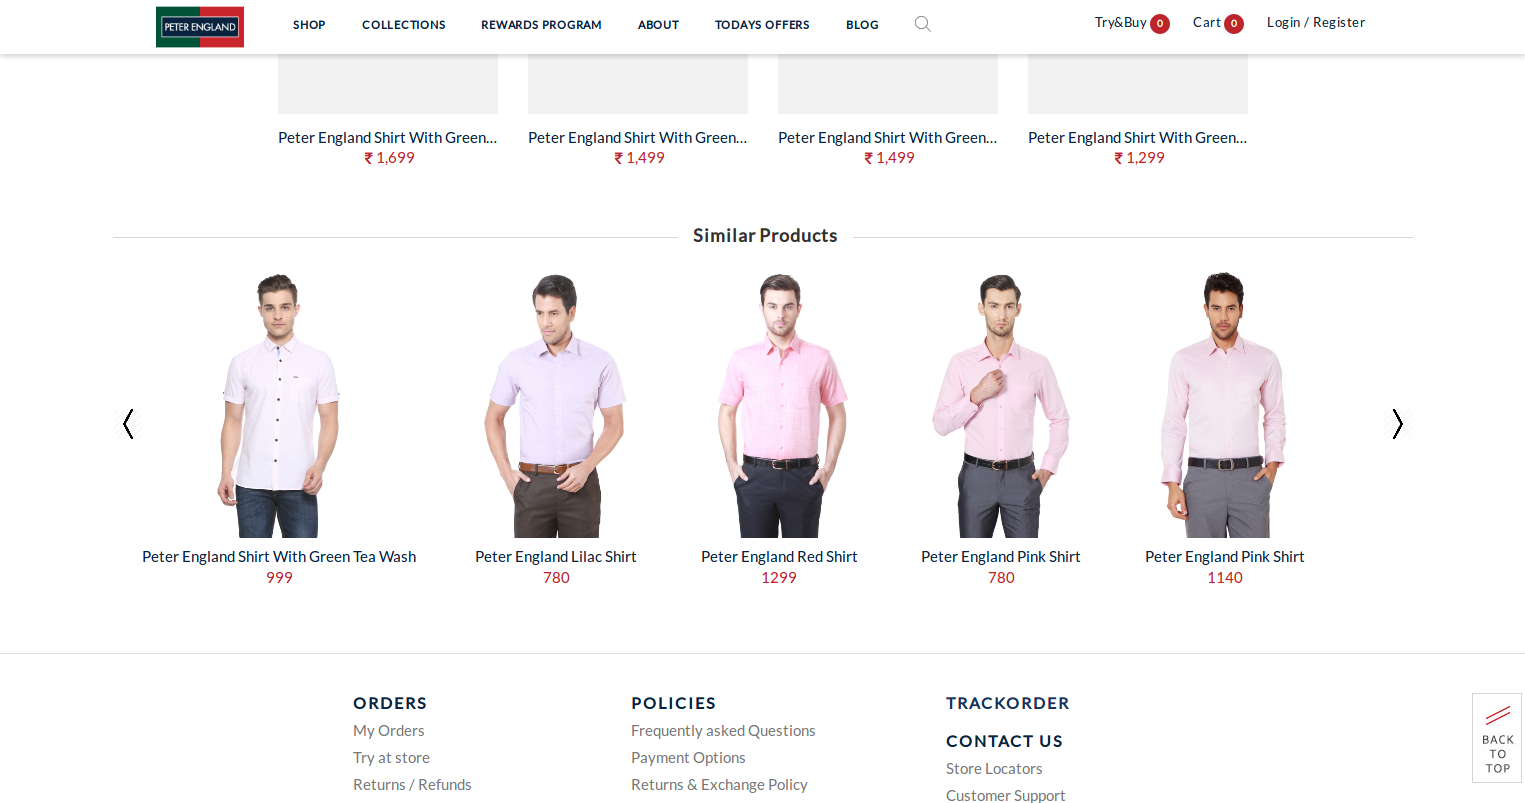 PETER ENGLAND
SHOP COLLECTIONS REWARDS PROGRAM ABOUT TODAYS OFFERS BLOG
Try&Buy 0 Cart 0 Login / Register
Peter England Shirt With Green...
₹ 1,699
Peter England Shirt With Green...
₹ 1,499
Peter England Shirt With Green...
₹ 1,499
Peter England Shirt With Green...
₹ 1,299
Similar Products
Peter England Shirt With Green Tea Wash
999
Peter England Lilac Shirt
780
Peter England Red Shirt
1299
Peter England Pink Shirt
780
Peter England Pink Shirt
1140
ORDERS
My Orders
Try at store
Returns / Refunds
POLICIES
Frequently asked Questions
Payment Options
Returns & Exchange Policy
TRACKORDER
CONTACT US
Store Locators
Customer Support
BACK
TO
TOP